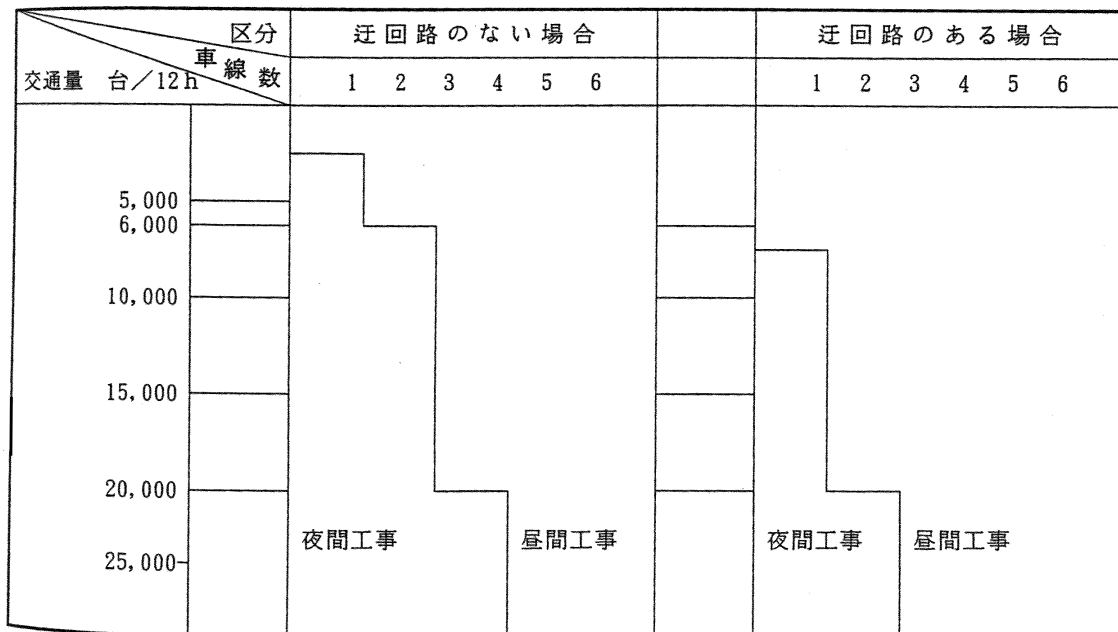 区分
迂回路のない場合
迂回路のある場合
車線数
交通量 台/12h
1 2 3 4 5 6
1 2 3 4 5 6
5,000
6,000
10,000
15,000
20,000
夜間工事 昼間工事
夜間工事 昼間工事
25,000